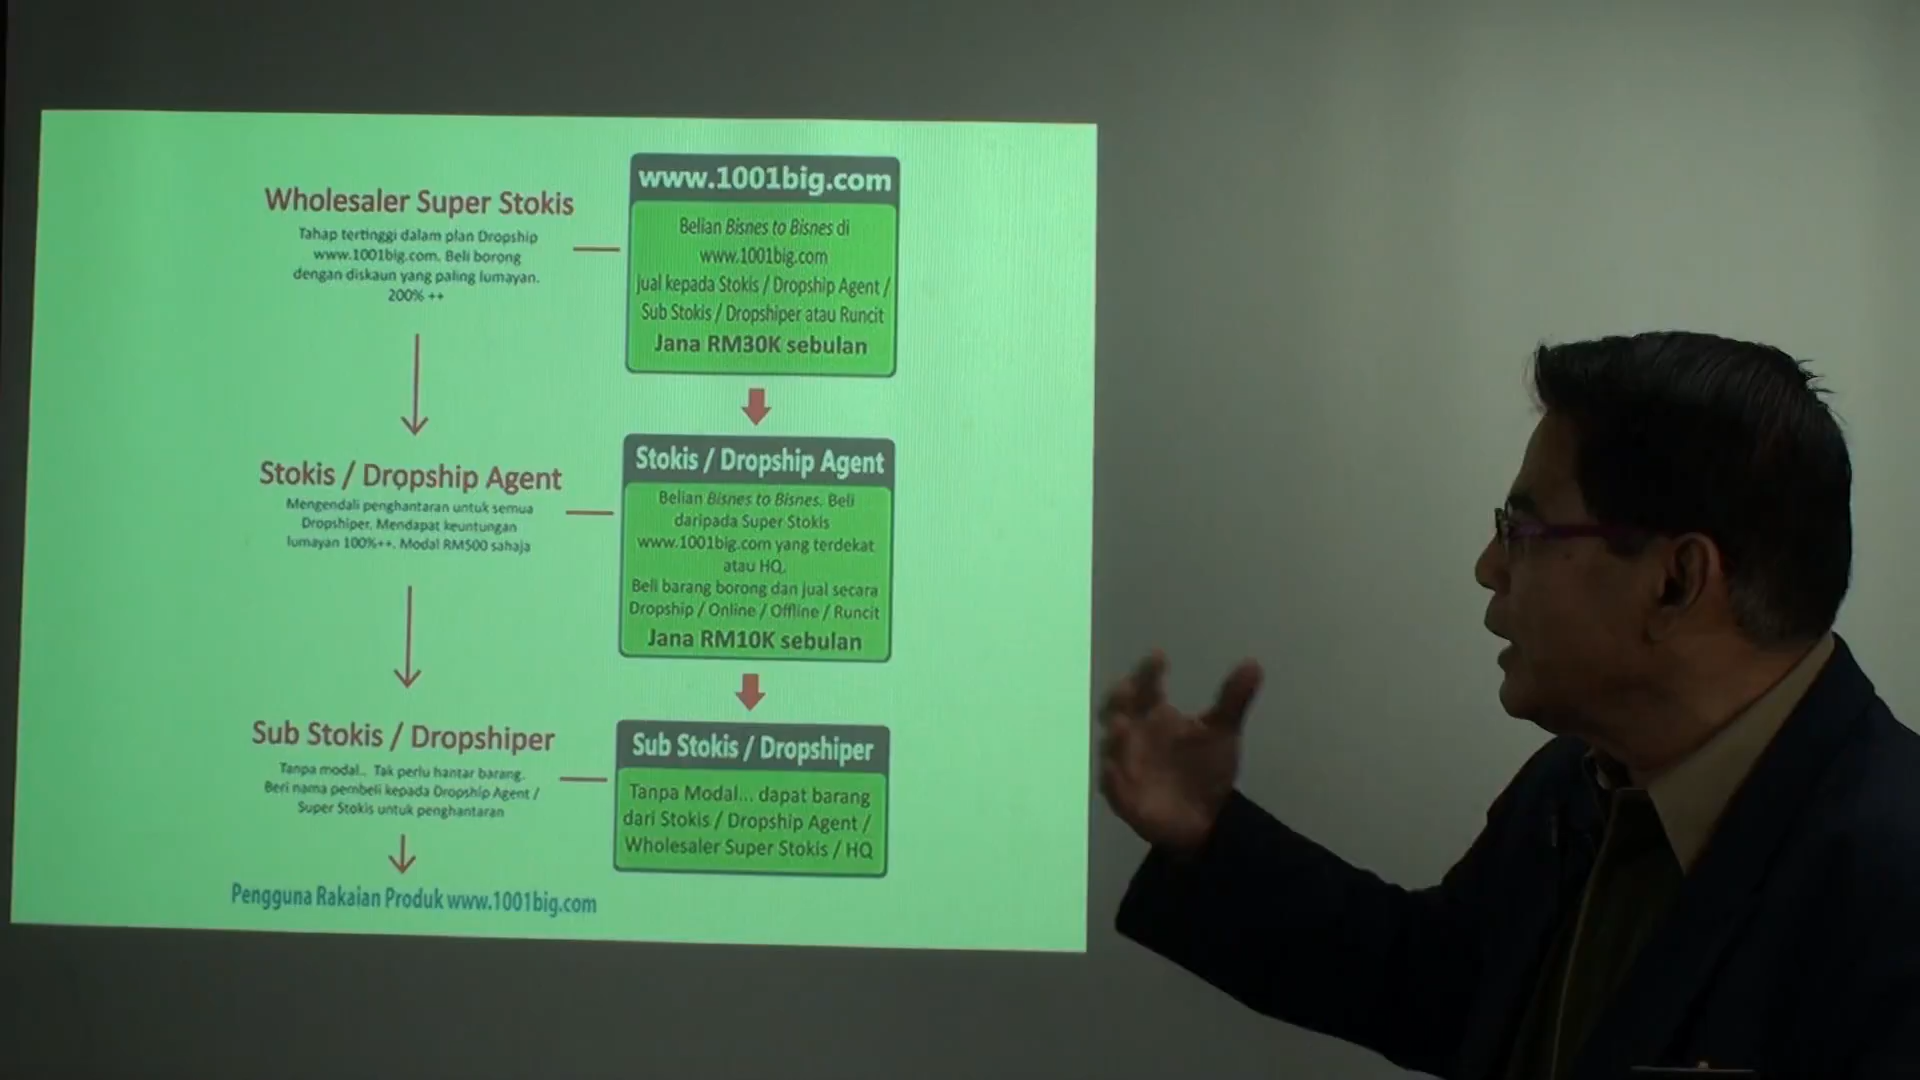 Wholesaler Super Stokis
Tahap tertinggi dalam plan Dropship
www.1001big.com. Beli borong
dengan diskaun yang paling lumayan.
200% ++
www.1001big.com
Belian Bisnes to Bisnes di
www.1001big.com
jual kepada Stokis / Dropship Agent /
Sub Stokis / Dropshiper atau Runcit
Jana RM30K sebulan
Stokis / Dropship Agent
Mengendali penghantaran untuk semua
Dropshiper. Mendapat keuntungan
lumayan 100%++. Modal RM500 sahaja
Stokis / Dropship Agent
Belian Bisnes to Bisnes. Beli
daripada Super Stokis
www.1001big.com yang terdekat
atau HQ.
Beli barang borong dan jual secara
Dropship / Online / Offline / Runcit
Jana RM10K sebulan
Sub Stokis / Dropshiper
Tanpa modal.. Tak perlu hantar barang.
Beri nama pembeli kepada Dropship Agent /
Super Stokis untuk penghantaran
Sub Stokis / Dropshiper
Tanpa Modal... dapat barang
dari Stokis / Dropship Agent /
Wholesaler Super Stokis / HQ
Pengguna Rakaian Produk www.1001big.com